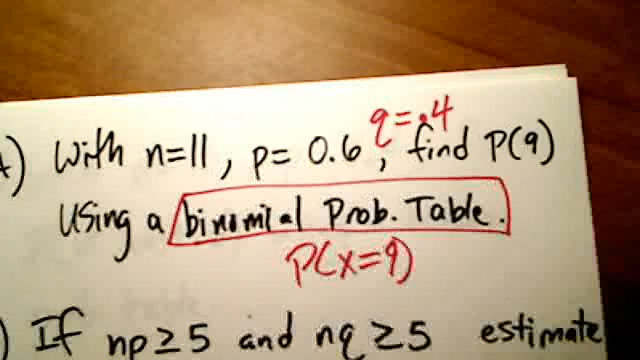 q=.4
A) With n=11, p= 0.6, find P(9)
Using a binomial Prob. Table.
P(x=9)
) If np≥5 and nq≥5 estimate